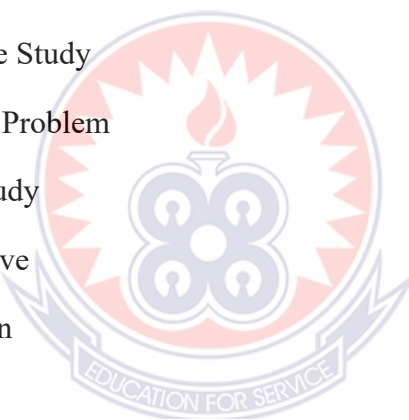 e Study
Problem
udy
ve
n
EDUCATION FOR SERVICE